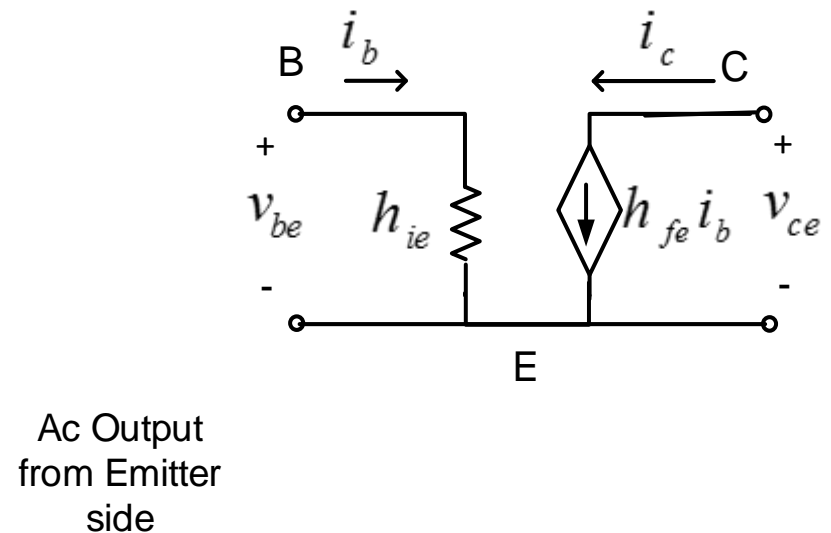 B i_b i_c C
+ +
v_be h_ie h_fe i_b v_ce
- -
E
Ac Output
from Emitter
side